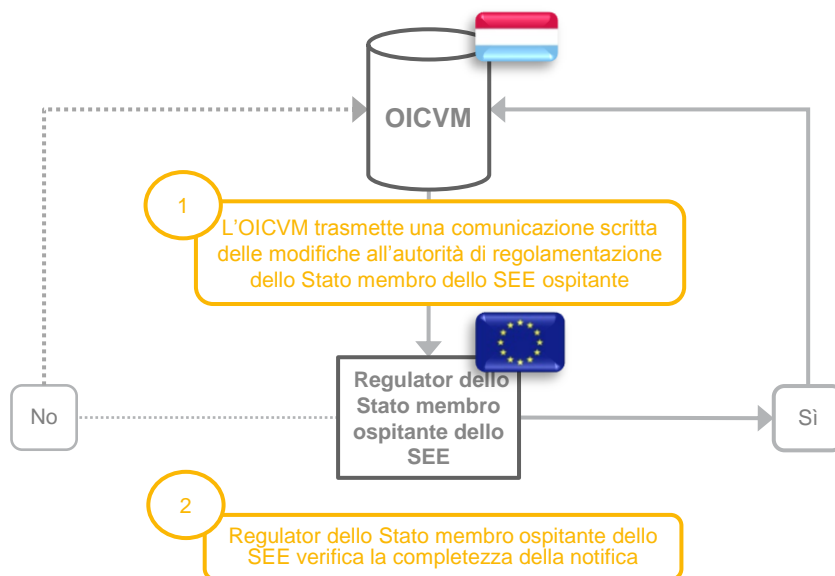 OICVM
1
L'OICVM trasmette una comunicazione scritta
delle modifiche all'autorità di regolamentazione
dello Stato membro dello SEE ospitante
Regulator dello
Stato membro
ospitante dello
SEE
No
Sì
2
Regulator dello Stato membro ospitante dello
SEE verifica la completezza della notifica